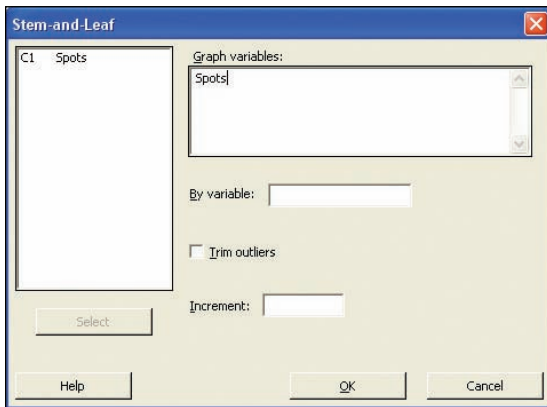 Stem-and-Leaf
C1 Spots
Graph variables:
Spots
By variable:
Trim outliers
Increment:
Select
Help
OK
Cancel